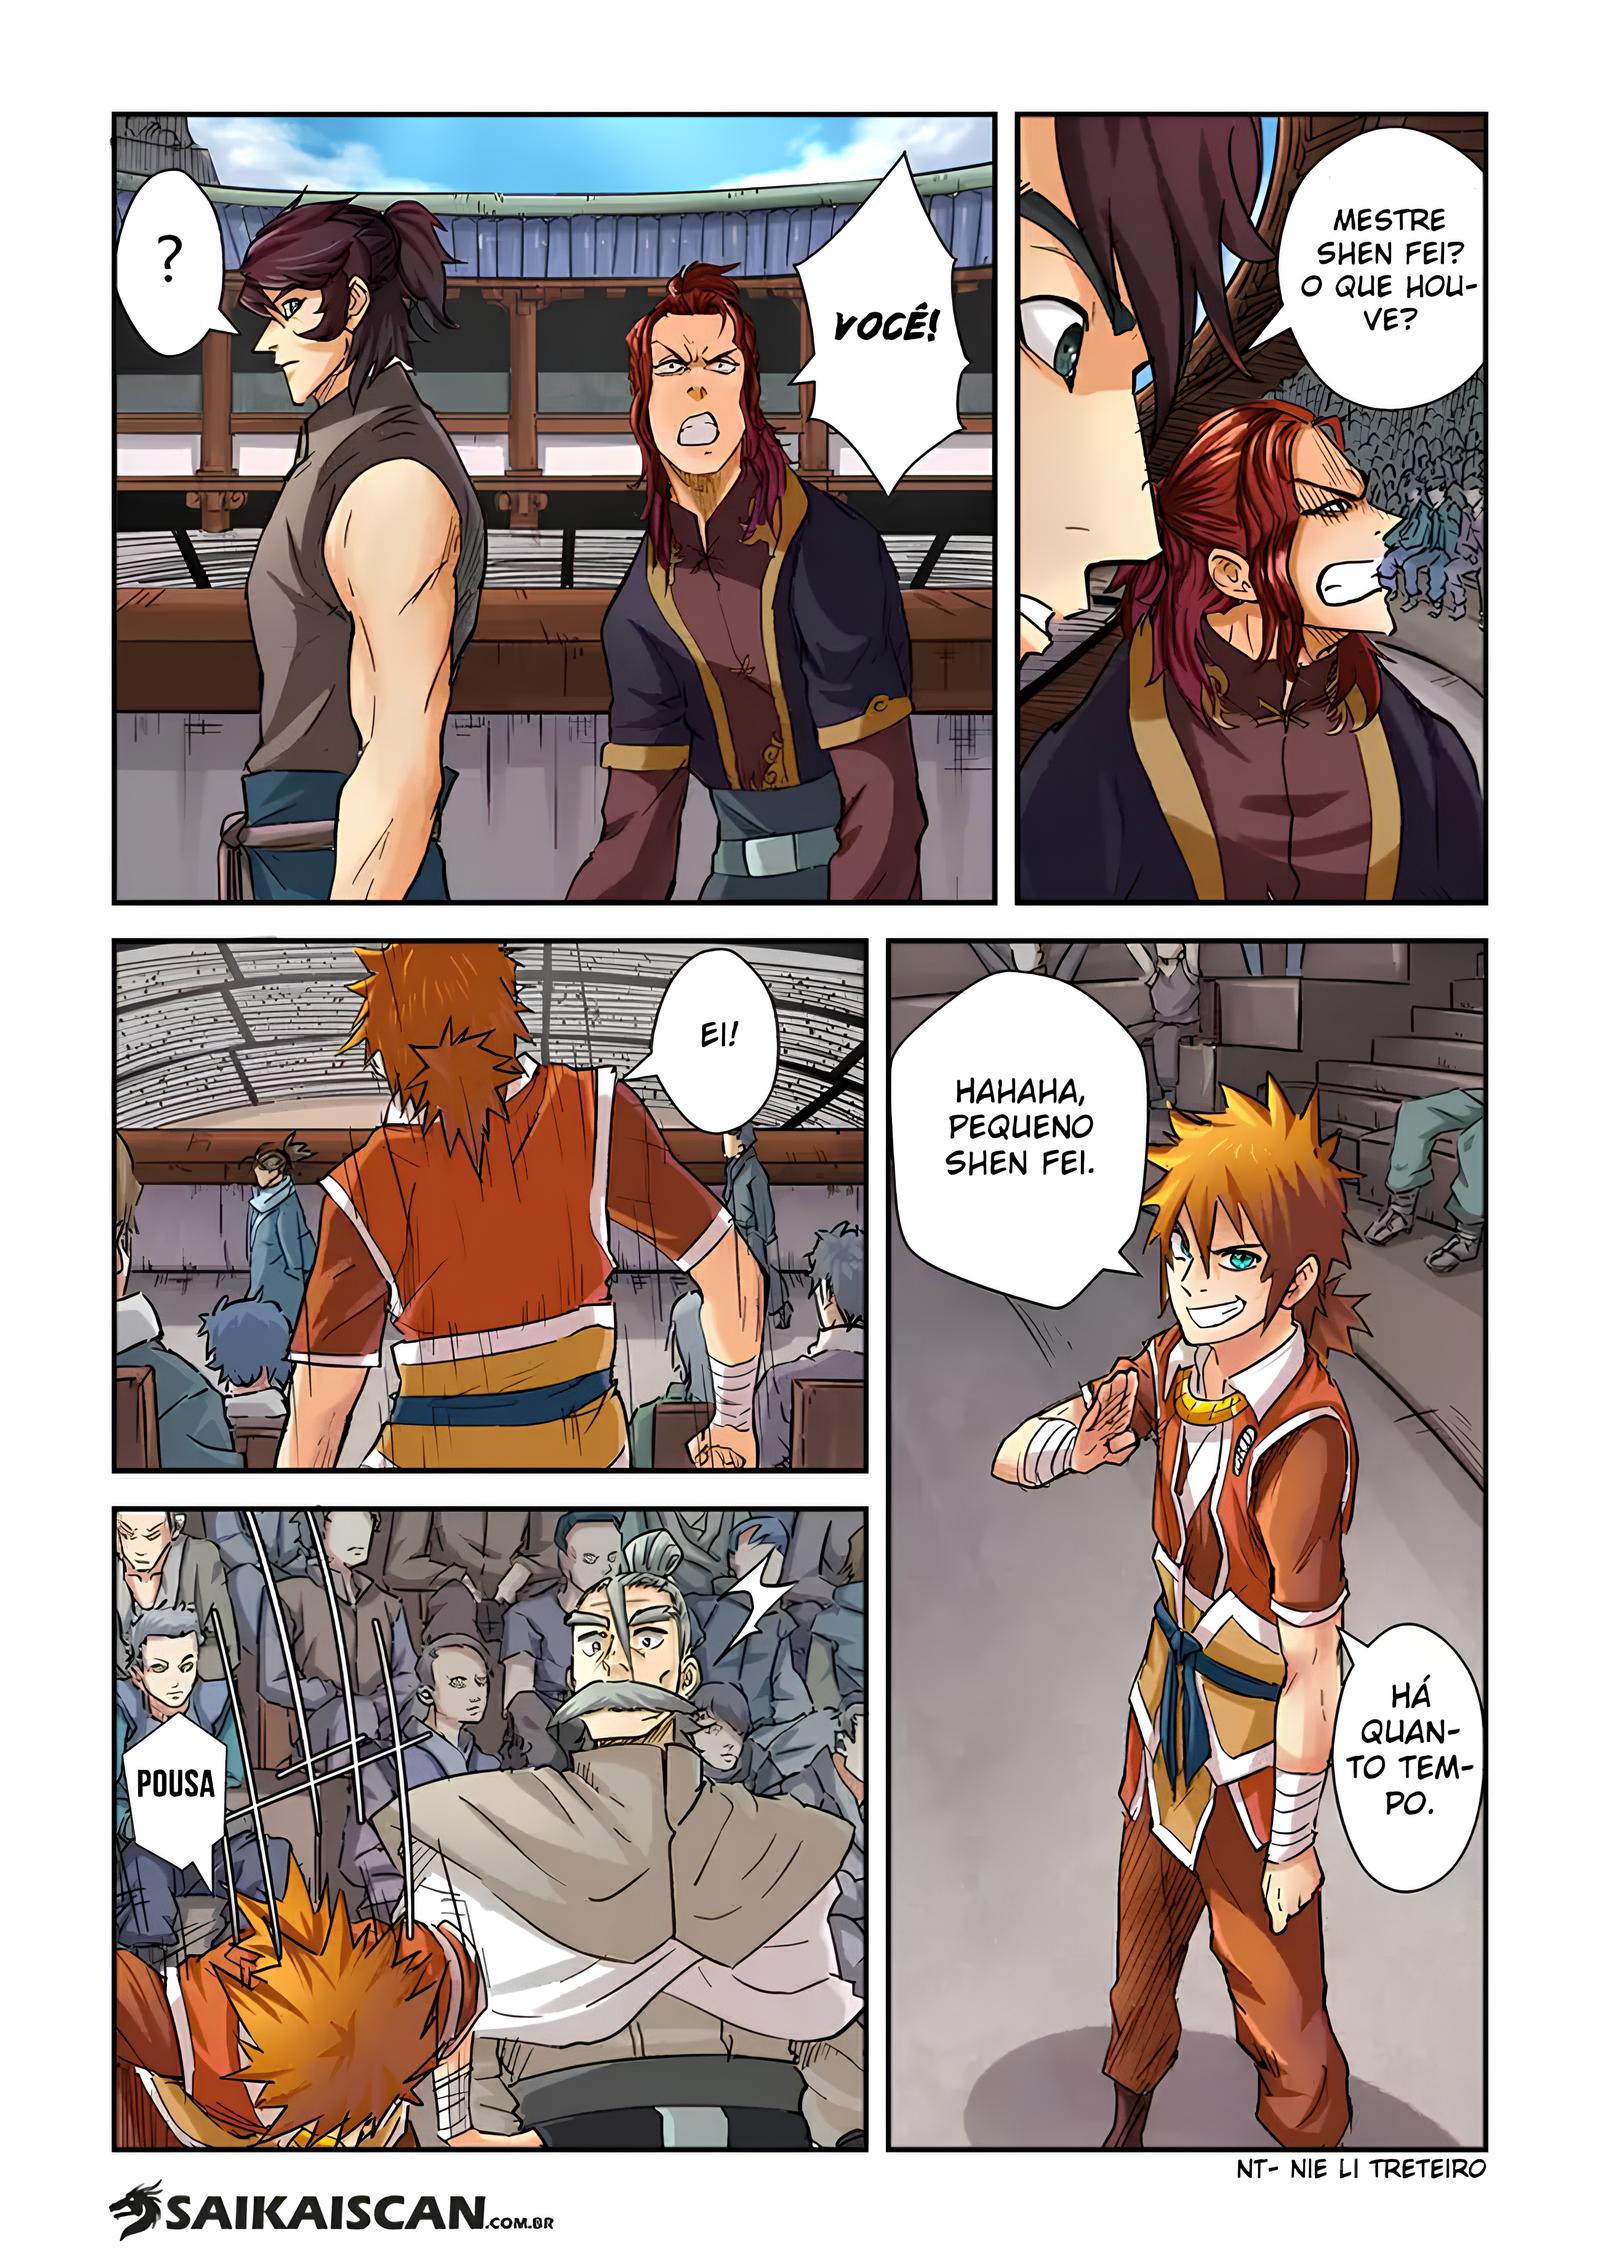 ?
VOCÊ!
MESTRE
SHEN FEI?
O QUE HOU-
VE?
EI!
HAHAHA,
PEQUENO
SHEN FEI.
HÁ
QUAN-
TO TEM-
PO.
POUSA
NT- NIE LI TRETEIRO
SAIKAISCAN.COM.BR